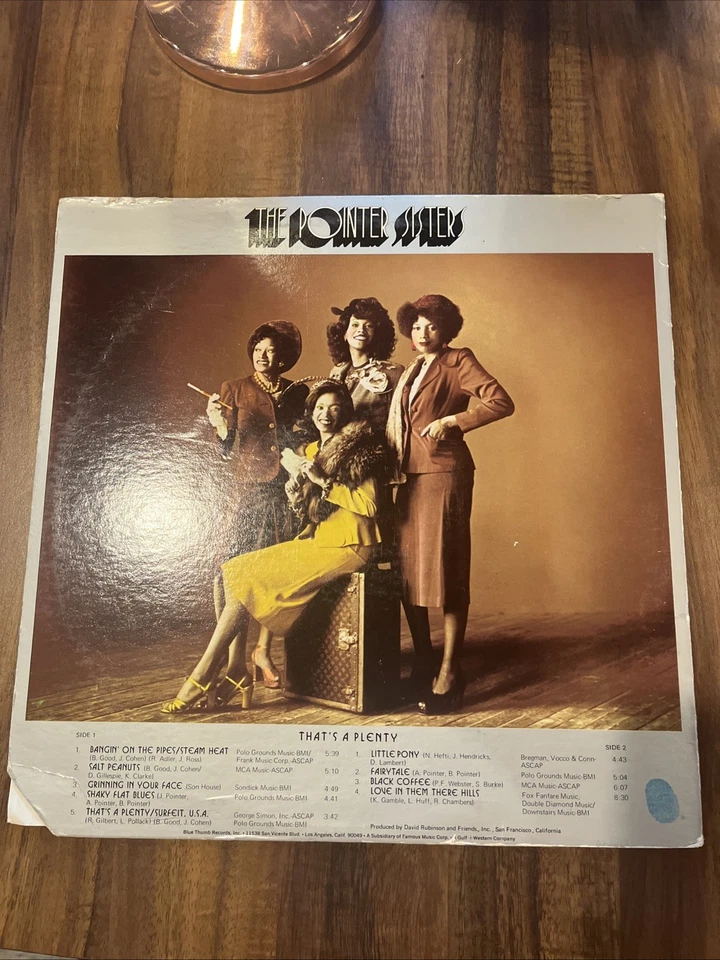 THE POINTER SISTERS
THAT'S A PLENTY
SIDE 1
1. BANGIN' ON THE PIPES/STEAM HEAT Polo Grounds Music-BMI/ 5:39
(B. Good, J. Cohen) (R. Adler, J. Ross) Frank Music Corp.-ASCAP
2. SALT PEANUTS (B. Good, J. Cohen/ MCA Music-ASCAP 5:10
D. Gillespie, K. Clarke)
3. GRINNING IN YOUR FACE (Son House) Sondick Music-BMI 4:49
4. SHAKY FLAT BLUES (J. Pointer, Polo Grounds Music-BMI 4:41
A. Pointer, B. Pointer)
5. THAT'S A PLENTY/SURFEIT, U.S.A. George Simon, Inc.-ASCAP 3:42
(R. Gilbert, L. Pollack) (B. Good, J. Cohen) Polo Grounds Music-BMI
SIDE 2
1. LITTLE PONY (N. Hefti, J. Hendricks, Bregman, Vocco & Conn- 4:43
D. Lambert) ASCAP
2. FAIRYTALE (A. Pointer, B. Pointer) Polo Grounds Music-BMI 5:04
3. BLACK COFFEE (P.F. Webster, S. Burke) MCA Music-ASCAP 6:07
4. LOVE IN THEM THERE HILLS Fox Fanfare Music, 8:30
(K. Gamble, L. Huff, R. Chambers) Double Diamond Music/
Downstairs Music-BMI
Produced by David Rubinson and Friends, Inc., San Francisco, California
Blue Thumb Records, Inc. • 11538 San Vicente Blvd. • Los Angeles, Calif. 90049 • A Subsidiary of Famous Music Corp. • A Gulf + Western Company